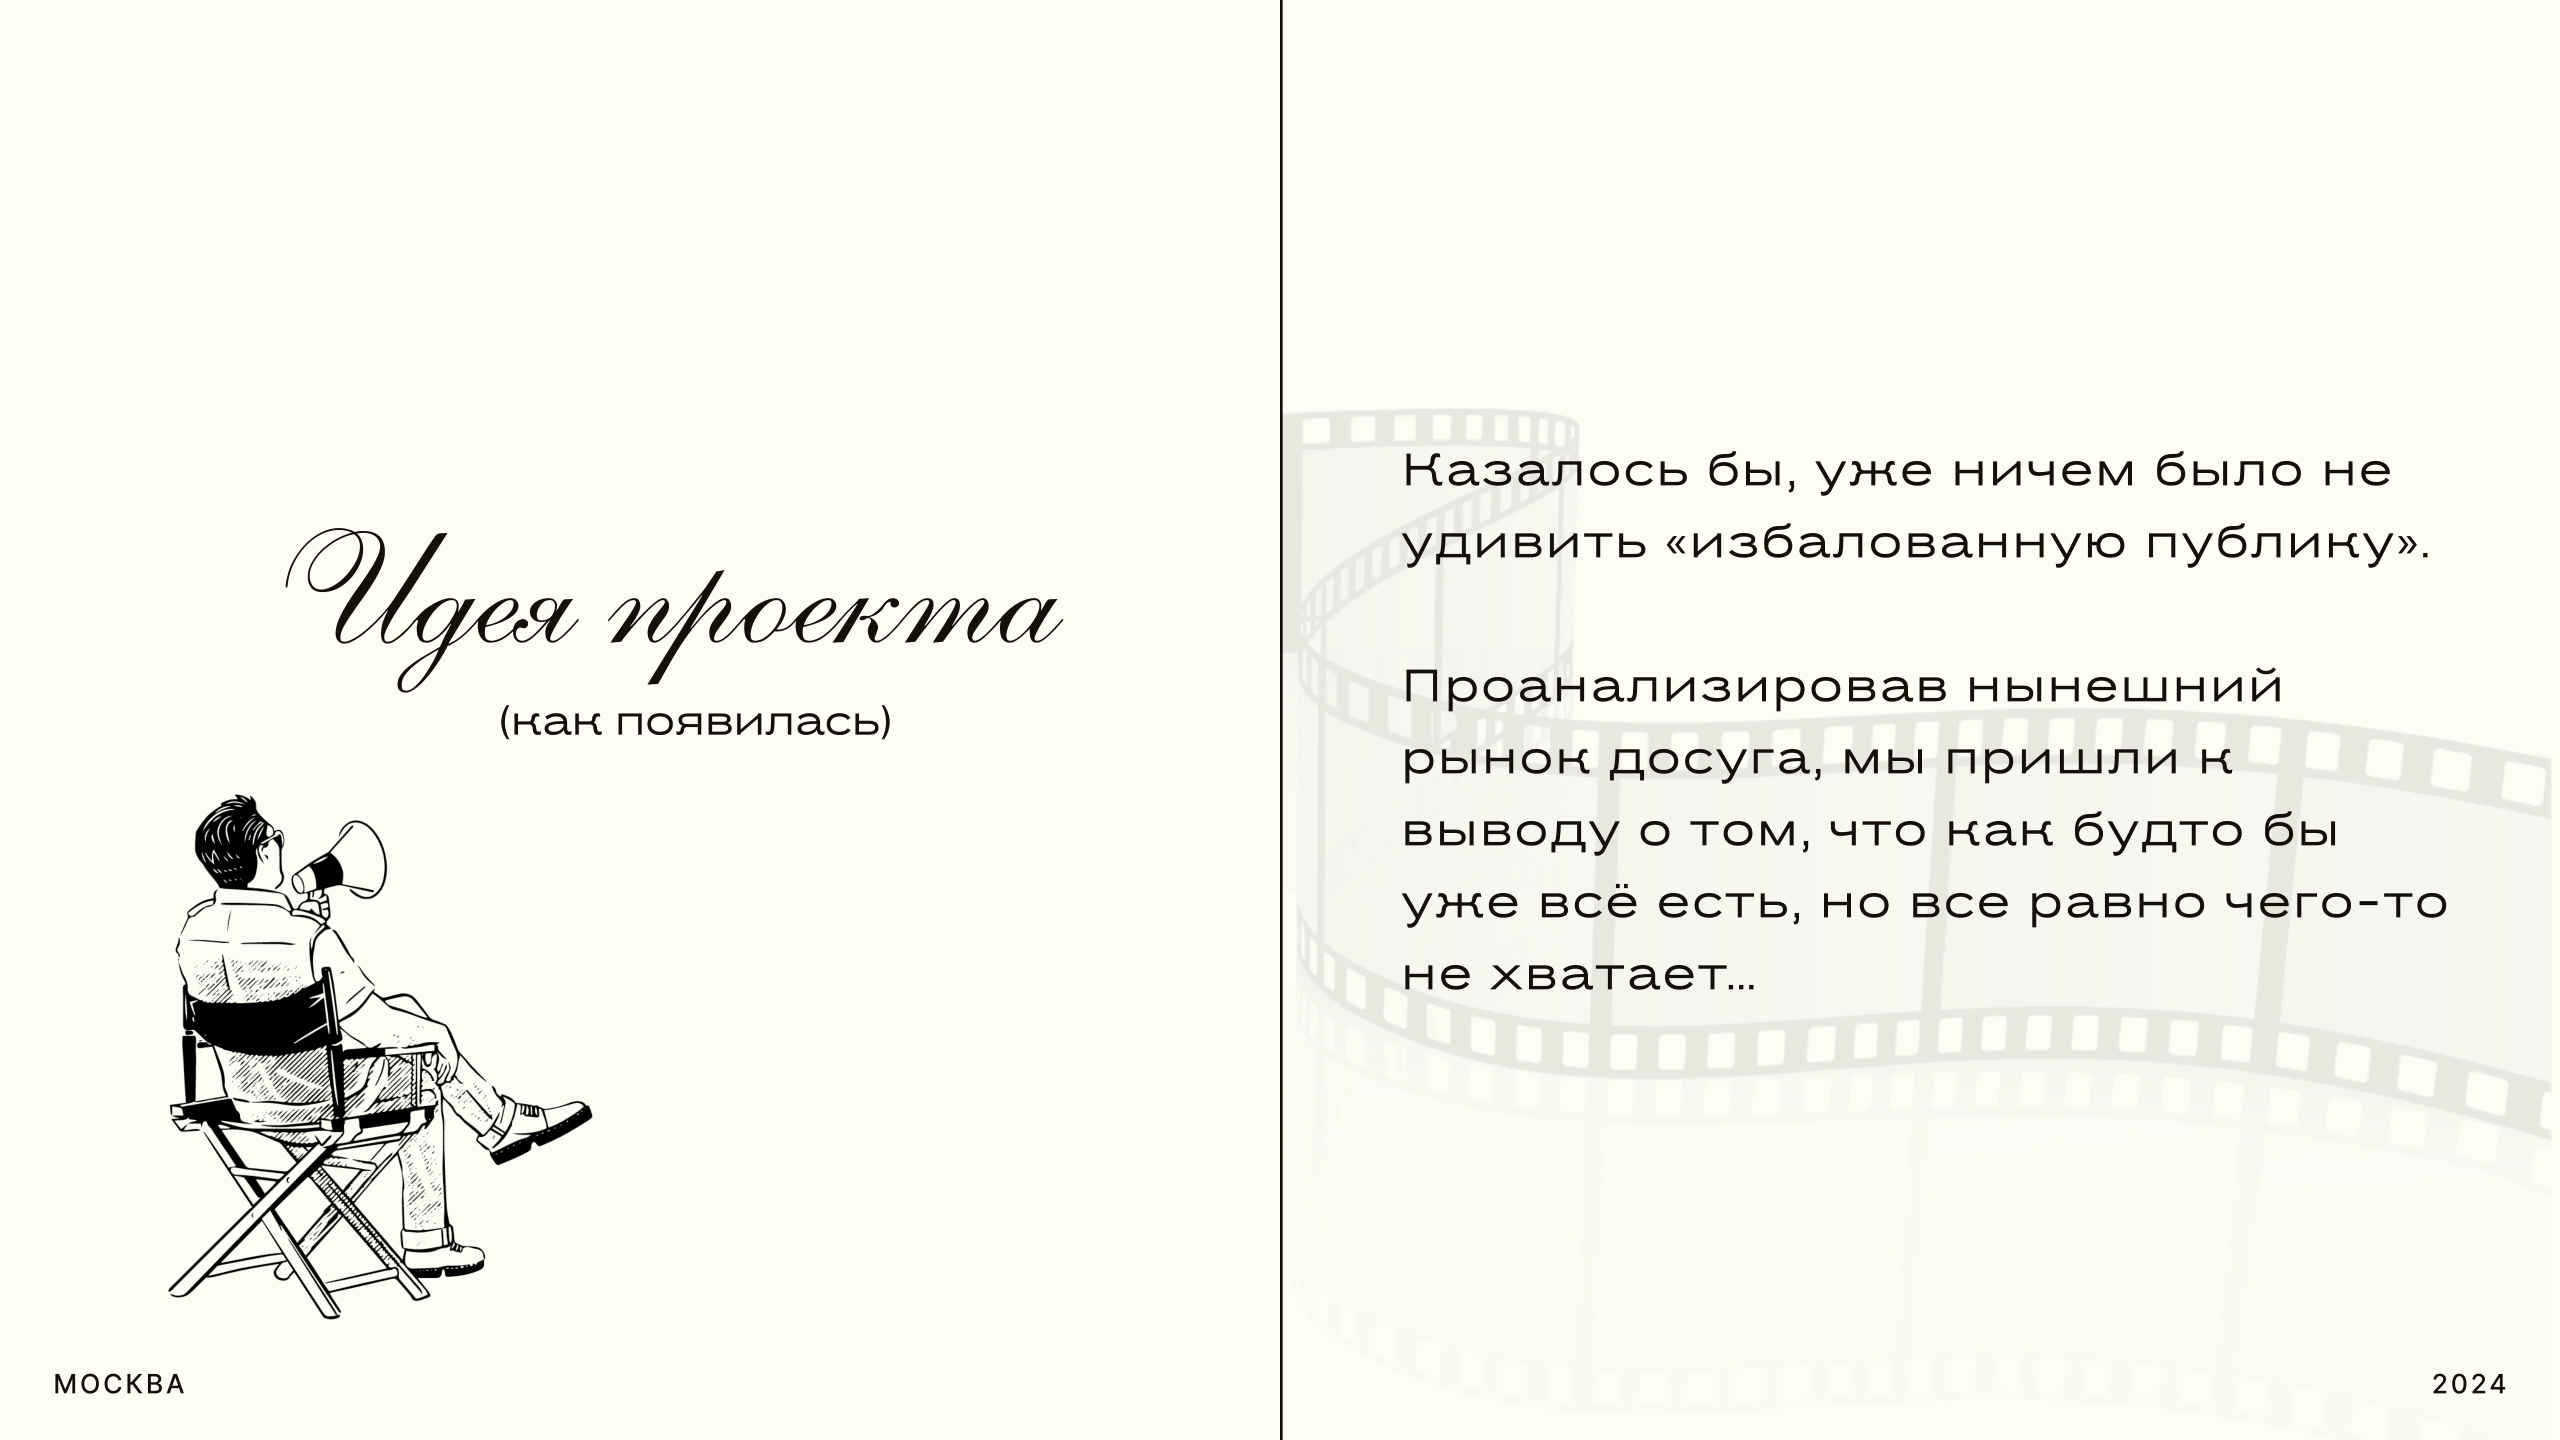 Идея проекта
(как появилась)
Казалось бы, уже ничем было не
удивить «избалованную публику».
Проанализировав нынешний
рынок досуга, мы пришли к
выводу о том, что как будто бы
уже всё есть, но все равно чего-то
не хватает...
МОСКВА
2024